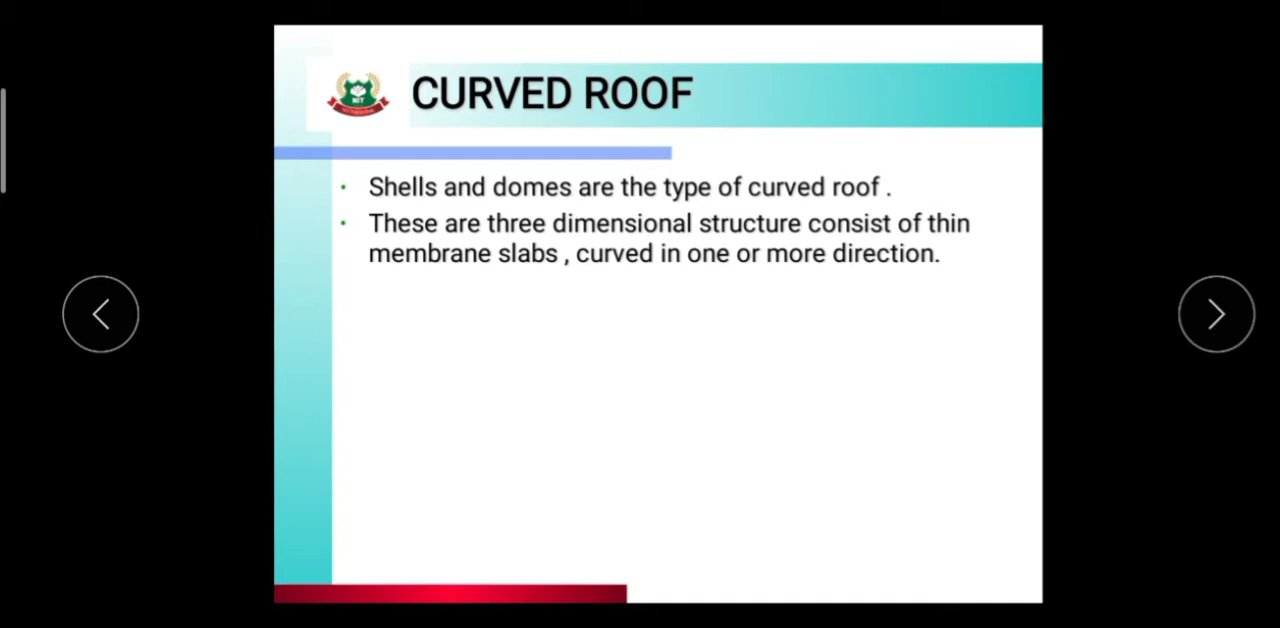 NIT
CURVED ROOF
• Shells and domes are the type of curved roof .
• These are three dimensional structure consist of thin
membrane slabs , curved in one or more direction.